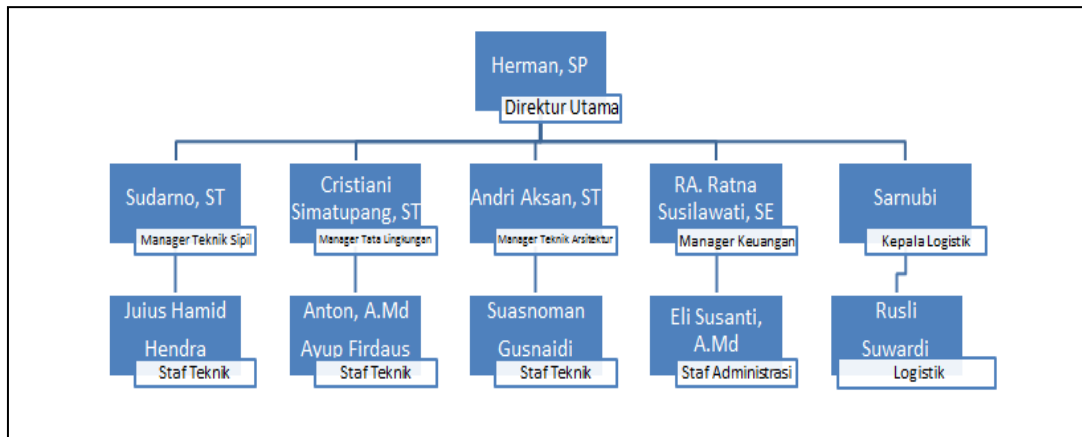 Herman, SP
Direktur Utama
Sudarno, ST
Manager Teknik Sipil
Cristiani
Simatupang, ST
Manager Tata Lingkungan
Andri Aksan, ST
Manager Teknik Arsitektur
RA. Ratna
Susilawati, SE
Manager Keuangan
Sarnubi
Kepala Logistik
Juius Hamid
Hendra
Staf Teknik
Anton, A.Md
Ayup Firdaus
Staf Teknik
Suasnoman
Gusnaidi
Staf Teknik
Eli Susanti,
A.Md
Staf Administrasi
Rusli
Suwardi
Logistik